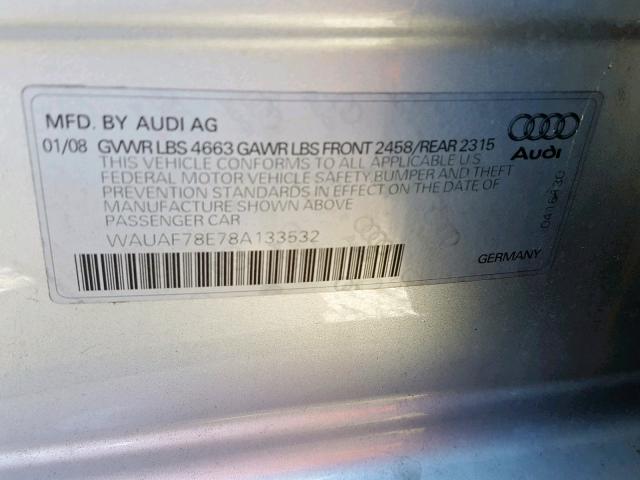 MFD. BY AUDI AG
01/08 GVWR LBS 4663 GAWR LBS FRONT 2458/REAR 2315
THIS VEHICLE CONFORMS TO ALL APPLICABLE U.S
FEDERAL MOTOR VEHICLE SAFETY,BUMPER AND THEFT
PREVENTION STANDARDS IN EFFECT ON THE DATE OF
MANUFACTURE SHOWN ABOVE
PASSENGER CAR
WAUAF78E78A133532
Audi
GERMANY